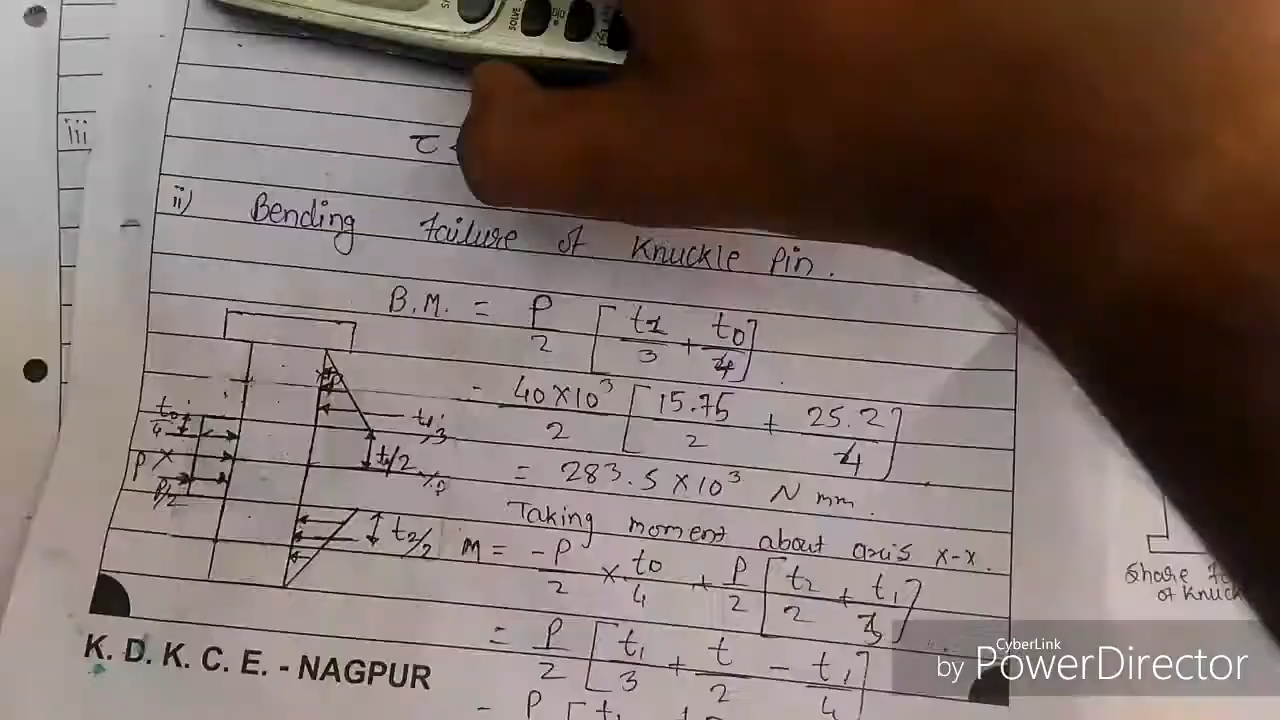 SOLVE
iii
τ
ii) Bending failure of Knuckle Pin.
B.M. = P/2 [t1/3 + t0/4]
= 40×10³/2 [15.75/2 + 25.2/4]
= 283.5×10³ N mm.
Taking moment about axis x-x.
M = -P/2 × t0/4 + P/2 [t2/2 + t1/3]
= P/2 [t1/3 + t/2 - t1/4]
t0/4
t1/3
P X
t/2
P/2
t2/2
Share
of Knuck
K. D. K. C. E. - NAGPUR
CyberLink
by PowerDirector